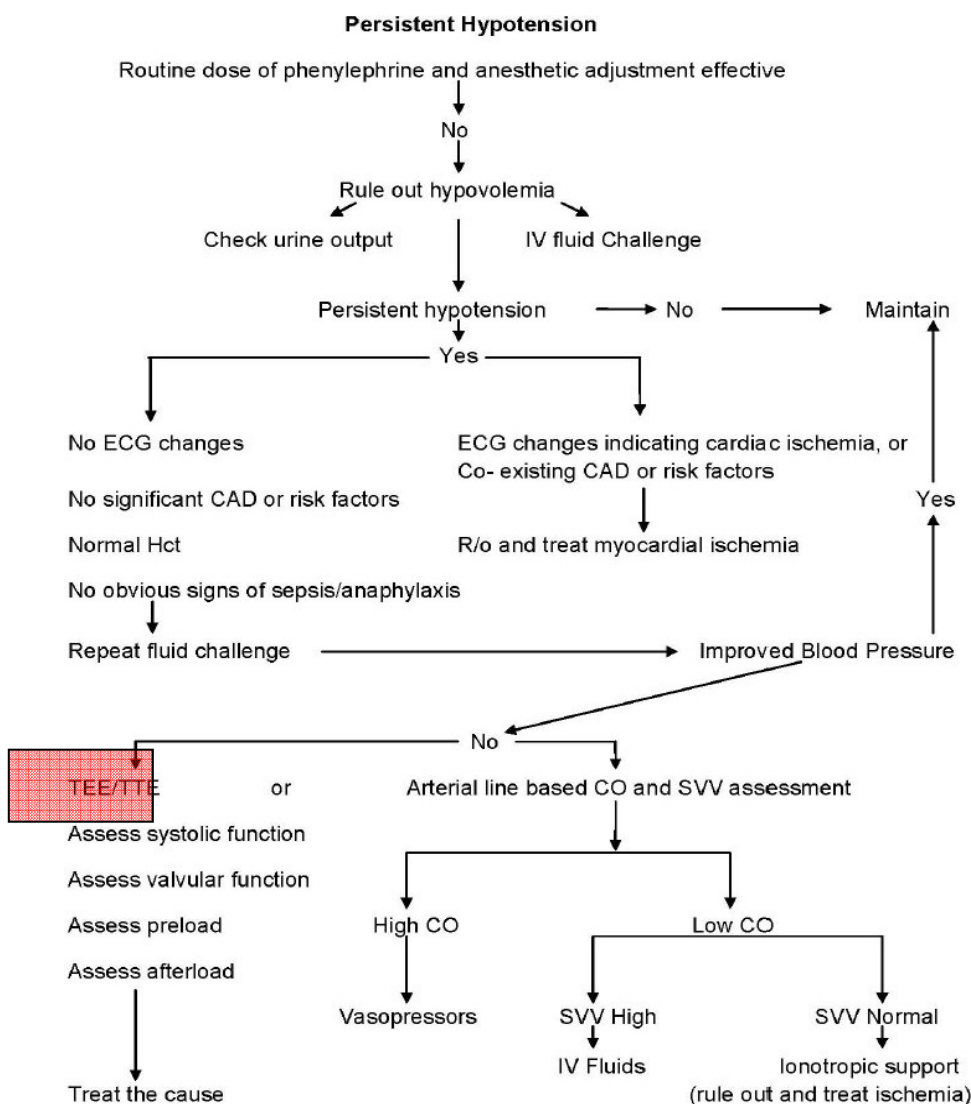 Persistent Hypotension
Routine dose of phenylephrine and anesthetic adjustment effective
No
Rule out hypovolemia
Check urine output
IV fluid Challenge
Persistent hypotension
No
Maintain
Yes
No ECG changes
ECG changes indicating cardiac ischemia, or
Co- existing CAD or risk factors
No significant CAD or risk factors
Yes
Normal Hct
R/o and treat myocardial ischemia
No obvious signs of sepsis/anaphylaxis
Repeat fluid challenge
Improved Blood Pressure
No
TEE/TTE
or
Arterial line based CO and SVV assessment
Assess systolic function
Assess valvular function
Assess preload
High CO
Low CO
Assess afterload
Vasopressors
SVV High
SVV Normal
IV Fluids
Ionotropic support
Treat the cause
(rule out and treat ischemia)